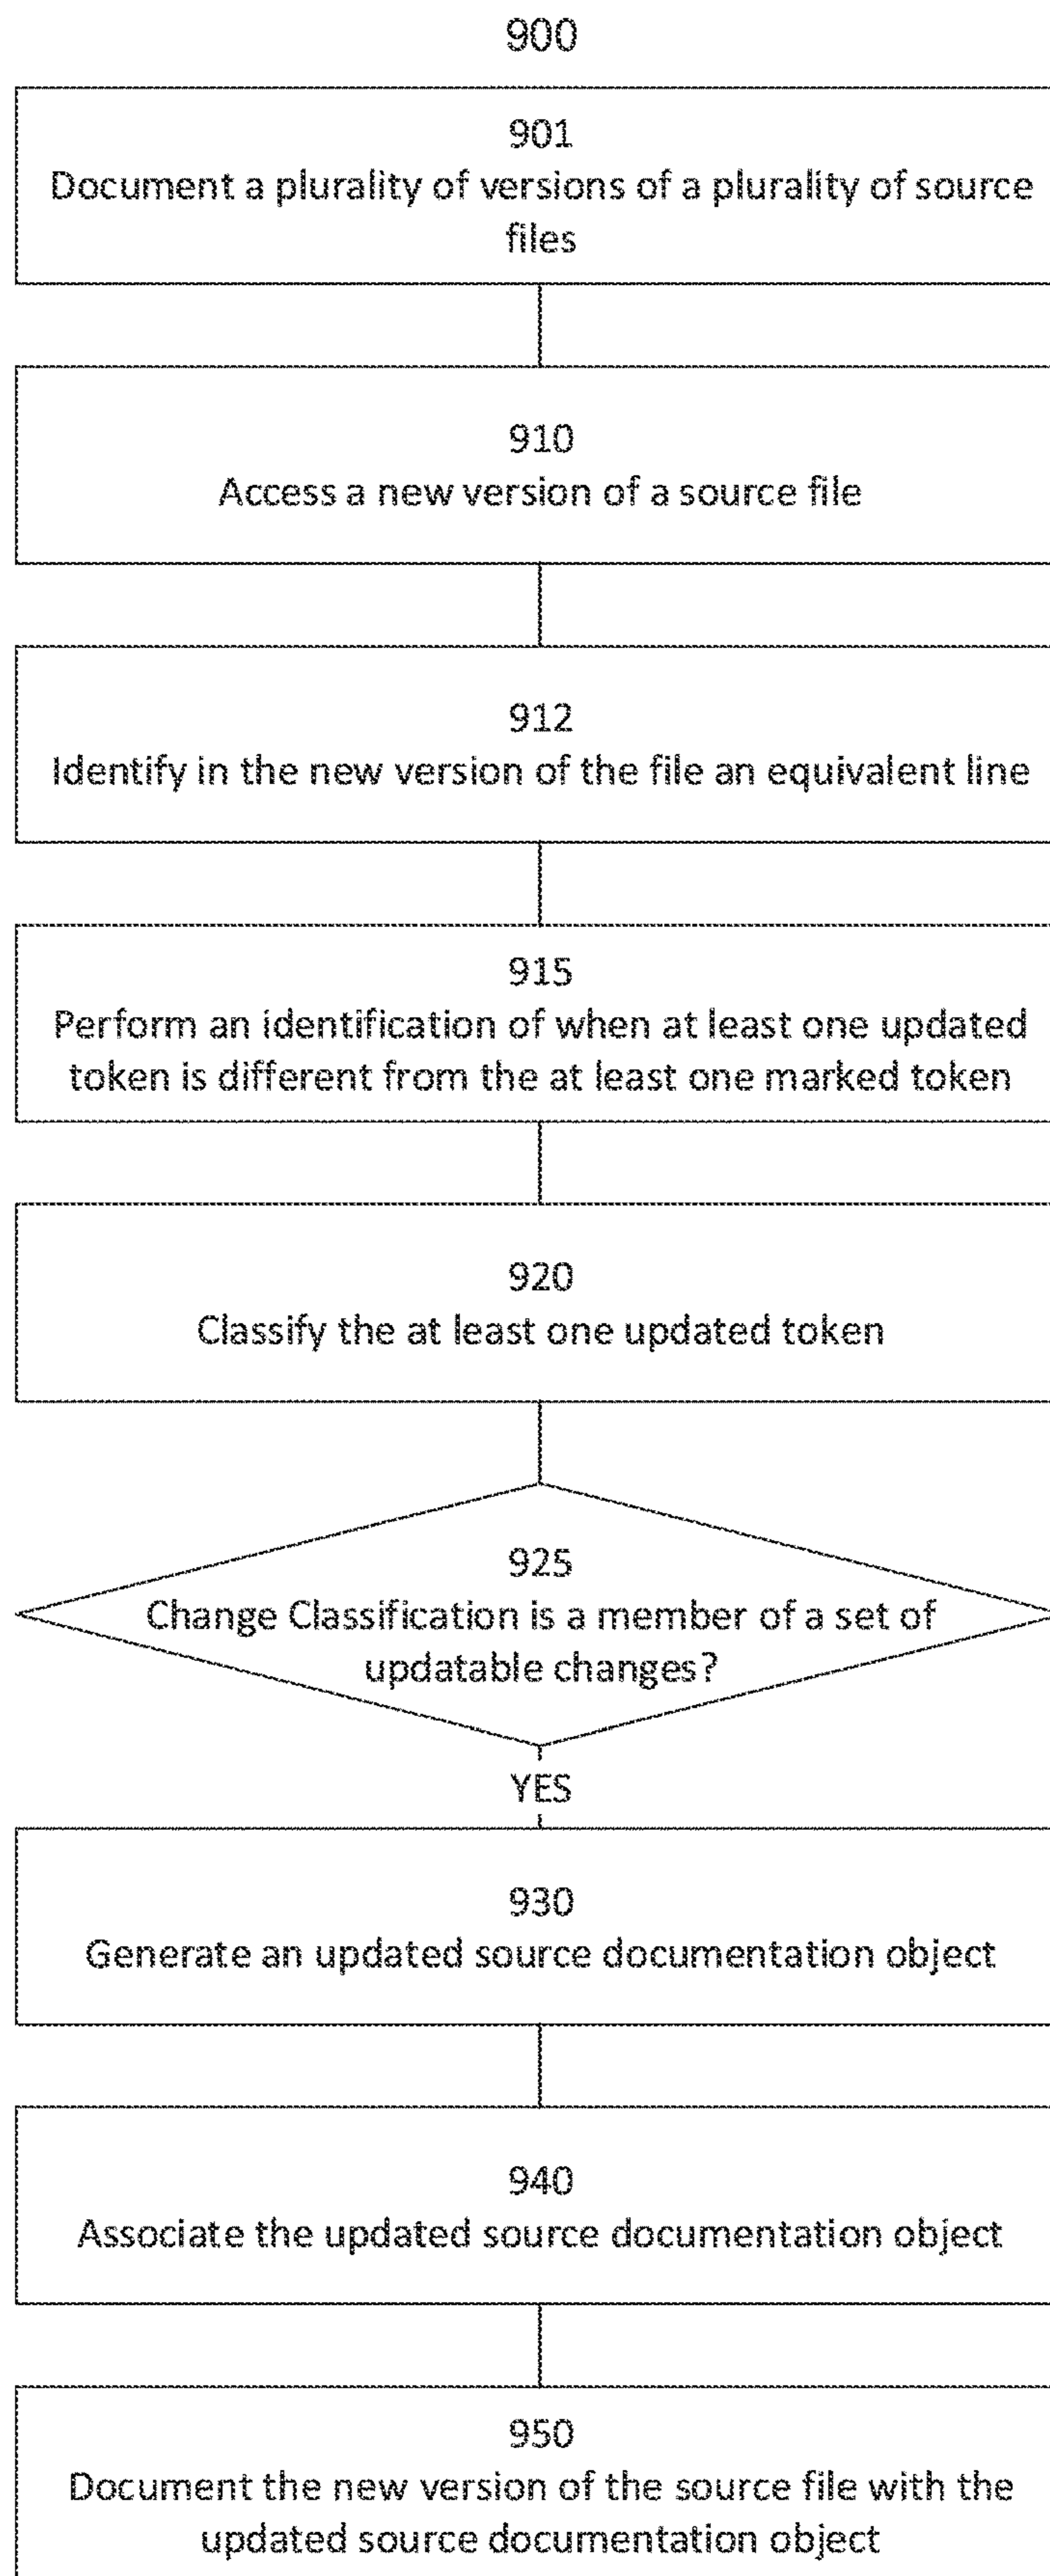 900
901
Document a plurality of versions of a plurality of source
files
910
Access a new version of a source file
912
Identify in the new version of the file an equivalent line
915
Perform an identification of when at least one updated
token is different from the at least one marked token
920
Classify the at least one updated token
925
Change Classification is a member of a set of
updatable changes?
YES
930
Generate an updated source documentation object
940
Associate the updated source documentation object
950
Document the new version of the source file with the
updated source documentation object